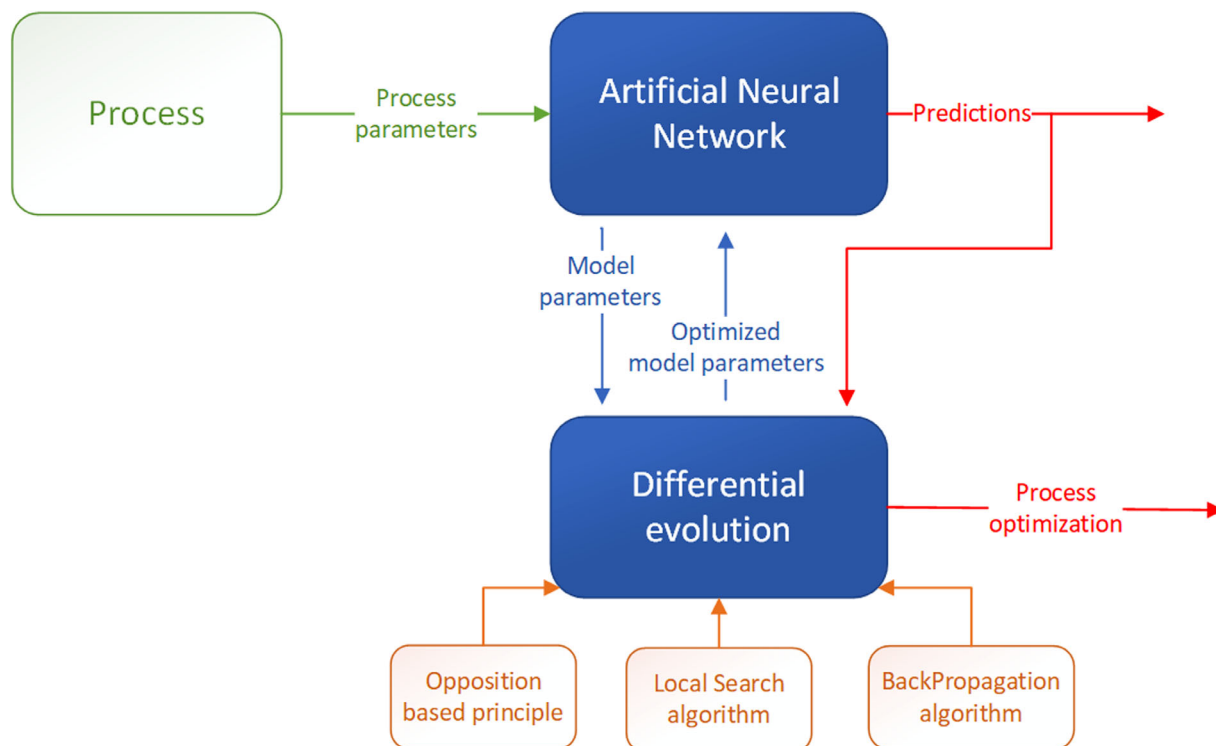 Process
Process
parameters
Artificial Neural
Network
Predictions
Model
parameters
Optimized
model parameters
Differential
evolution
Process
optimization
Opposition
based principle
Local Search
algorithm
BackPropagation
algorithm